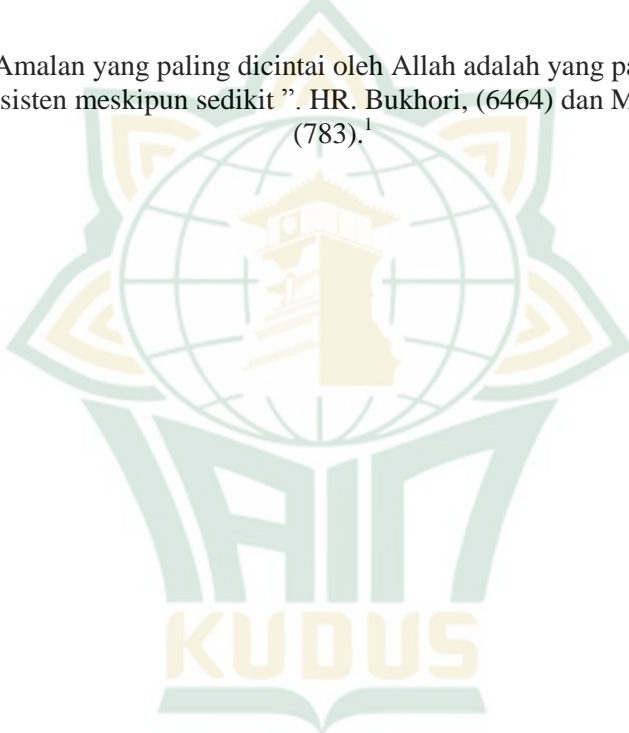 Amalan yang paling dicintai oleh Allah adalah yang pa
sisten meskipun sedikit ”. HR. Bukhori, (6464) dan M
(783).¹
IAIN
KUDUS